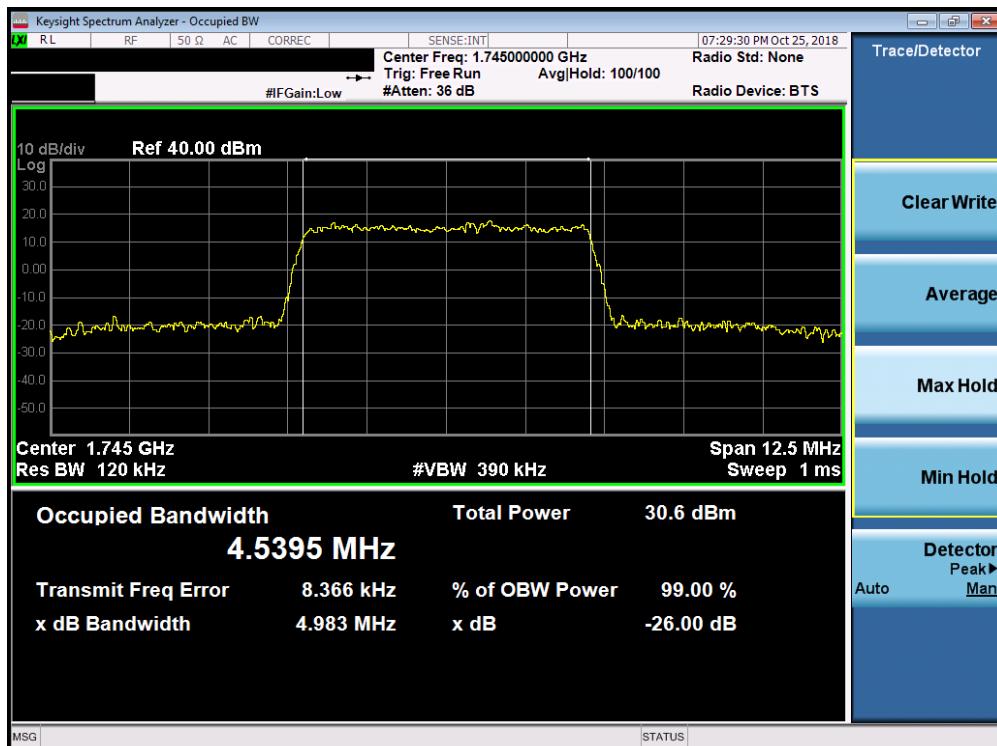 Keysight Spectrum Analyzer - Occupied BW
LXI RL RF 50 Ω AC CORREC SENSE:INT 07:29:30 PM Oct 25, 2018
Center Freq: 1.745000000 GHz Radio Std: None
Trig: Free Run Avg|Hold: 100/100
#IFGain:Low #Atten: 36 dB Radio Device: BTS
10 dB/div Ref 40.00 dBm
Log
30.0
20.0
10.0
0.00
-10.0
-20.0
-30.0
-40.0
-50.0
Center 1.745 GHz Span 12.5 MHz
Res BW 120 kHz #VBW 390 kHz Sweep 1 ms
Occupied Bandwidth Total Power 30.6 dBm
4.5395 MHz
Transmit Freq Error 8.366 kHz % of OBW Power 99.00 %
x dB Bandwidth 4.983 MHz x dB -26.00 dB
Trace/Detector
Clear Write
Average
Max Hold
Min Hold
Detector
Peak
Auto Man
MSG STATUS